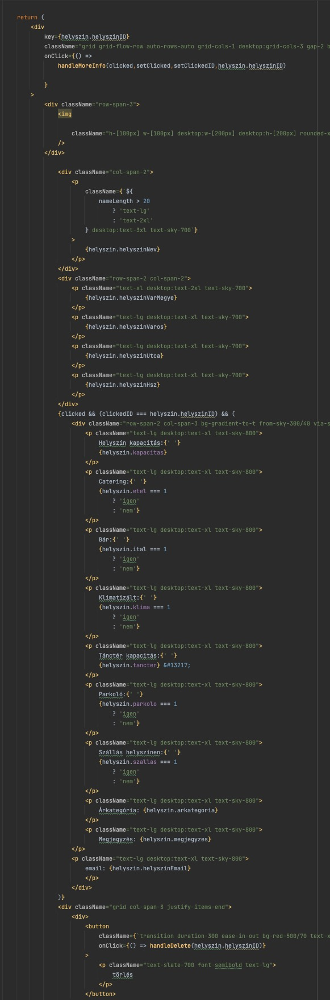 return (
<div
key={helyszin.helyszinID}
className="grid grid-flow-row auto-rows-auto grid-cols-1 desktop:grid-cols-3 gap-2 b
onClick={() =>
handleMoreInfo(clicked,setClicked,setClickedID,helyszin.helyszinID)
}
>
<div className="row-span-3">
<img
className="h-[100px] w-[100px] desktop:w-[200px] desktop:h-[200px] rounded-x
/>
</div>
<div className="col-span-2">
<p
className={`${
nameLength > 20
? 'text-lg'
: 'text-2xl'
} desktop:text-3xl text-sky-700`}
>
{helyszin.helyszinNev}
</p>
</div>
<div className="row-span-2 col-span-2">
<p className="text-xl desktop:text-2xl text-sky-700">
{helyszin.helyszinVarMegye}
</p>
<p className="text-lg desktop:text-xl text-sky-700">
{helyszin.helyszinVaros}
</p>
<p className="text-lg desktop:text-xl text-sky-700">
{helyszin.helyszinUtca}
</p>
<p className="text-lg desktop:text-xl text-sky-700">
{helyszin.helyszinHsz}
</p>
</div>
{clicked && (clickedID === helyszin.helyszinID) && (
<div className="row-span-2 col-span-3 bg-gradient-to-t from-sky-300/40 via-s
<p className="text-lg desktop:text-xl text-sky-800">
Helyszín kapacitás:{' '}
{helyszin.kapacitas}
</p>
<p className="text-lg desktop:text-xl text-sky-800">
Catering:{' '}
{helyszin.etel === 1
? 'igen'
: 'nem'}
</p>
<p className="text-lg desktop:text-xl text-sky-800">
Bár:{' '}
{helyszin.ital === 1
? 'igen'
: 'nem'}
</p>
<p className="text-lg desktop:text-xl text-sky-800">
Klimatizált:{' '}
{helyszin.klima === 1
? 'igen'
: 'nem'}
</p>
<p className="text-lg desktop:text-xl text-sky-800">
Tánctér kapacitás:{' '}
{helyszin.tancter} &#13217;
</p>
<p className="text-lg desktop:text-xl text-sky-800">
Parkoló:{' '}
{helyszin.parkolo === 1
? 'igen'
: 'nem'}
</p>
<p className="text-lg desktop:text-xl text-sky-800">
Szállás helyszínen:{' '}
{helyszin.szallas === 1
? 'igen'
: 'nem'}
</p>
<p className="text-lg desktop:text-xl text-sky-800">
Árkategória: {helyszin.arkategoria}
</p>
<p className="text-lg desktop:text-xl text-sky-800">
Megjegyzés: {helyszin.megjegyzes}
</p>
<p className="text-lg desktop:text-xl text-sky-800">
email: {helyszin.helyszinEmail}
</p>
</div>
)}
<div className="grid col-span-3 justify-items-end">
<div>
<button
className={`transition duration-300 ease-in-out bg-red-500/70 text-x
onClick={() => handleDelete(helyszin.helyszinID)}
>
<p className="text-slate-700 font-semibold text-lg">
törlés
</p>
</button>